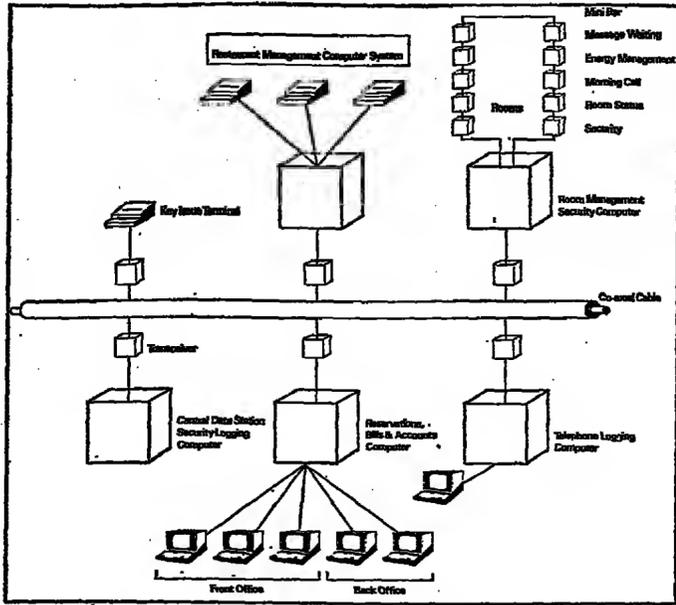 Mini Bar
Message Waiting
Energy Management
Morning Call
Room Status
Security
Restaurant Management Computer System
Rooms
Key Issue Terminal
Room Management
Security Computer
Co-axial Cable
Transceiver
Central Data Station
Security Logging
Computer
Reservations,
Bills & Accounts
Computer
Telephone Logging
Computer
Front Office
Back Office